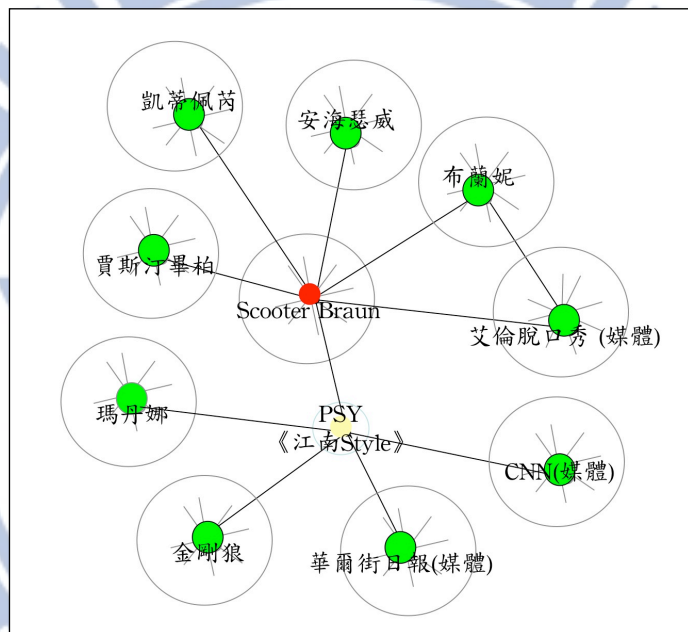 凱蒂佩芮
安海瑟威
布蘭妮
賈斯汀畢柏
Scooter Braun
艾倫脫口秀 (媒體)
瑪丹娜
PSY
《江南Style》
CNN(媒體)
金剛狼
華爾街日報(媒體)